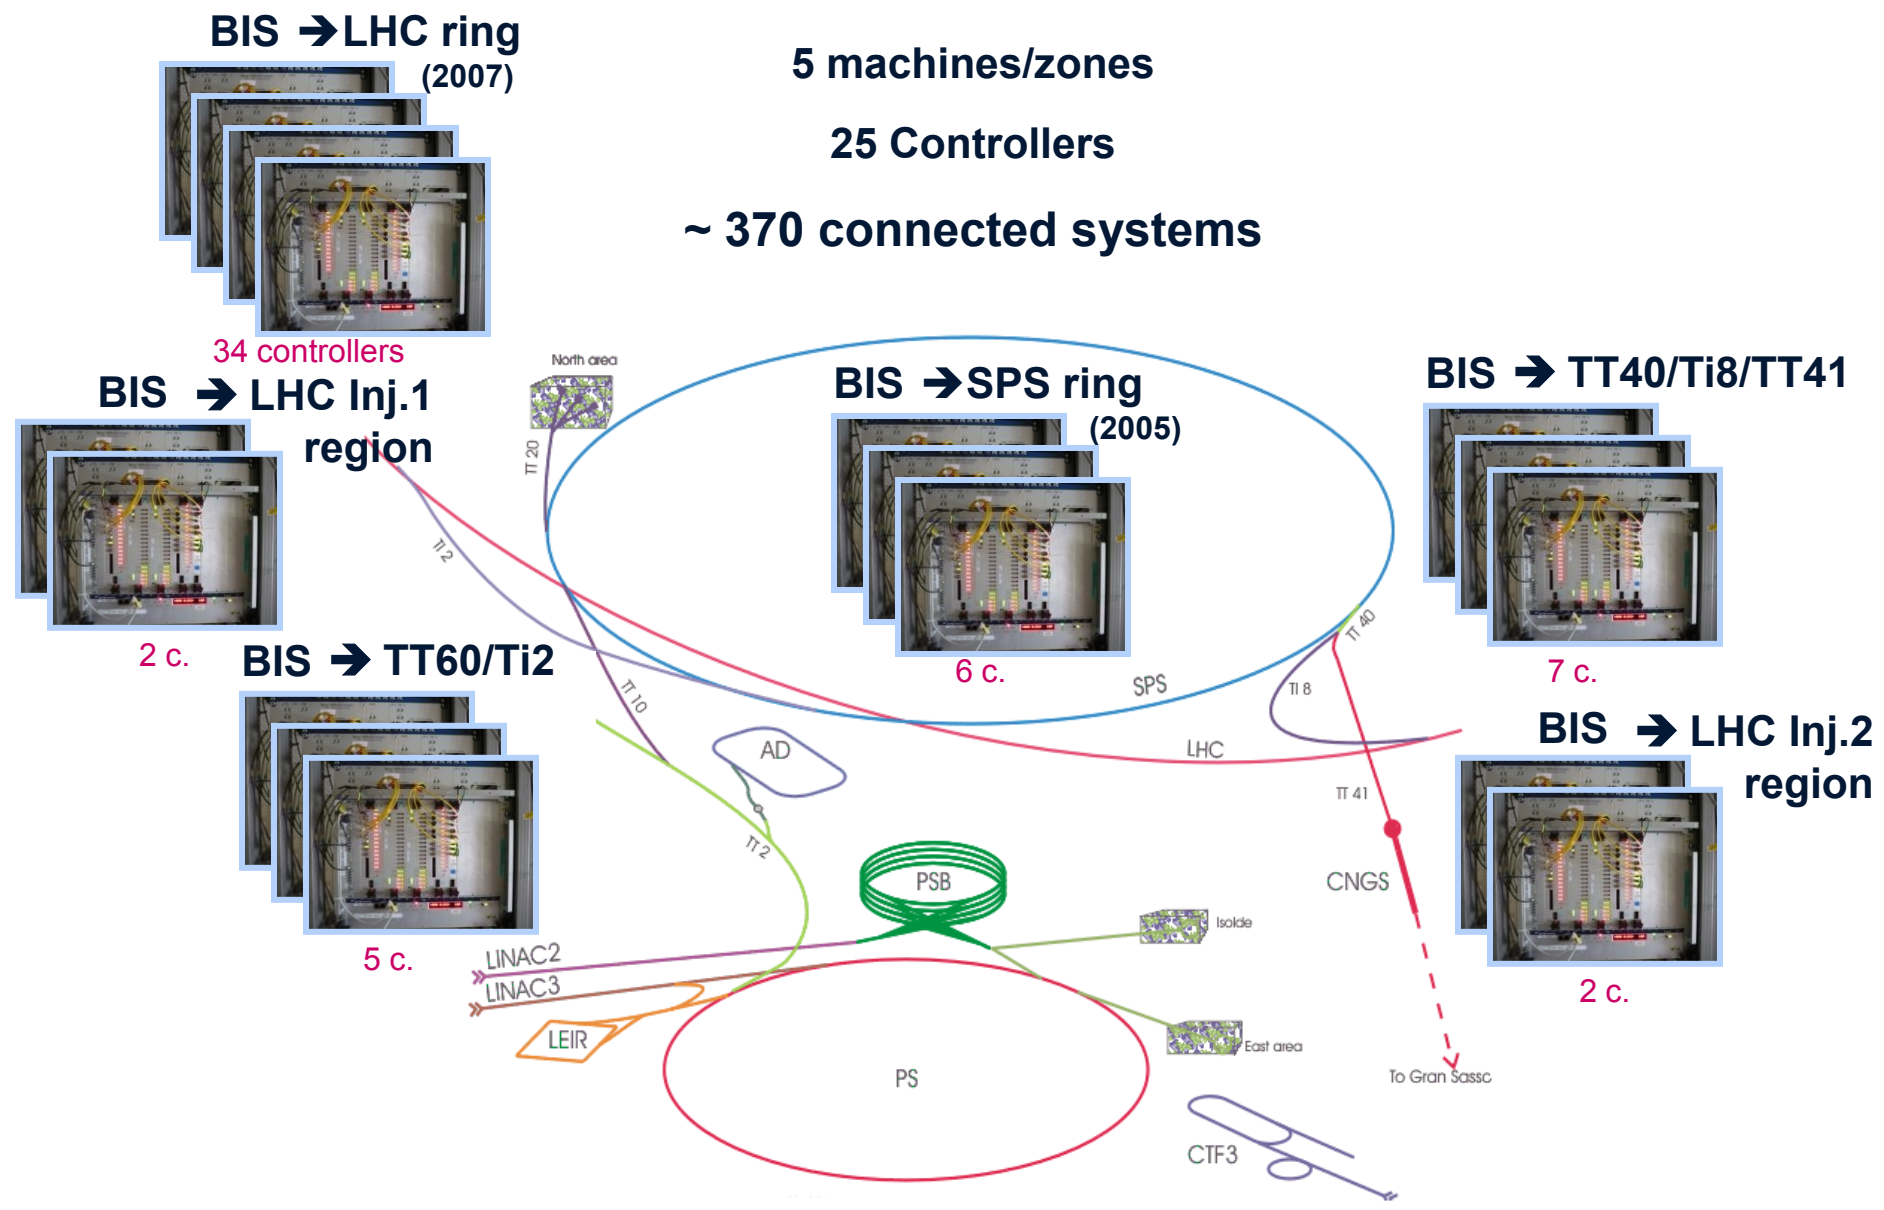 BIS ➔ LHC ring
(2007)
5 machines/zones
25 Controllers
~ 370 connected systems
34 controllers
BIS ➔ LHC Inj.1
region
2 c.
North area
TT 20
BIS ➔ SPS ring
(2005)
6 c.
BIS ➔ TT40/Ti8/TT41
7 c.
TI 2
BIS ➔ TT60/Ti2
5 c.
TT 10
SPS
TT 40
TI 8
LHC
BIS ➔ LHC Inj.2
region
2 c.
AD
TT 2
TT 41
PSB
CNGS
Isolde
LINAC2
LINAC3
LEIR
East area
PS
To Gran Sassc
CTF3